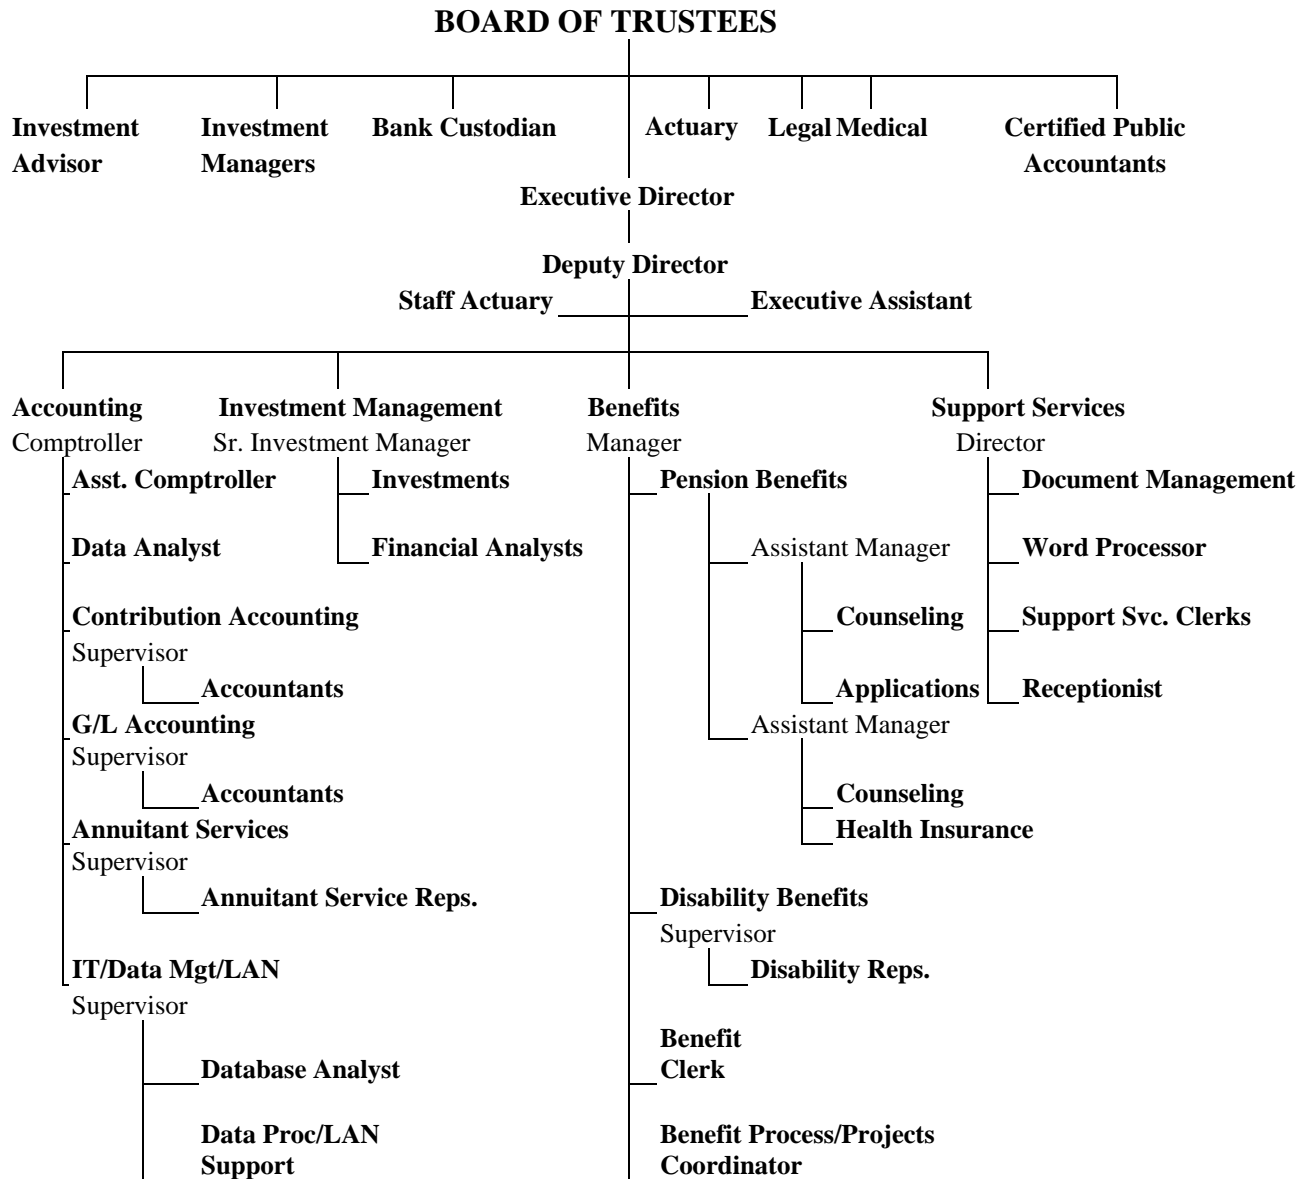 BOARD OF TRUSTEES
Investment Advisor
Investment Managers
Bank Custodian
Actuary
Legal
Medical
Certified Public Accountants
Executive Director
Deputy Director
Staff Actuary
Executive Assistant
Accounting
Comptroller
Asst. Comptroller
Data Analyst
Contribution Accounting
Supervisor
Accountants
G/L Accounting
Supervisor
Accountants
Annuitant Services
Supervisor
Annuitant Service Reps.
IT/Data Mgt/LAN
Supervisor
Database Analyst
Data Proc/LAN
Support
Investment Management
Sr. Investment Manager
Investments
Financial Analysts
Benefits
Manager
Pension Benefits
Assistant Manager
Counseling
Applications
Assistant Manager
Counseling
Health Insurance
Disability Benefits
Supervisor
Disability Reps.
Benefit
Clerk
Benefit Process/Projects
Coordinator
Support Services
Director
Document Management
Word Processor
Support Svc. Clerks
Receptionist